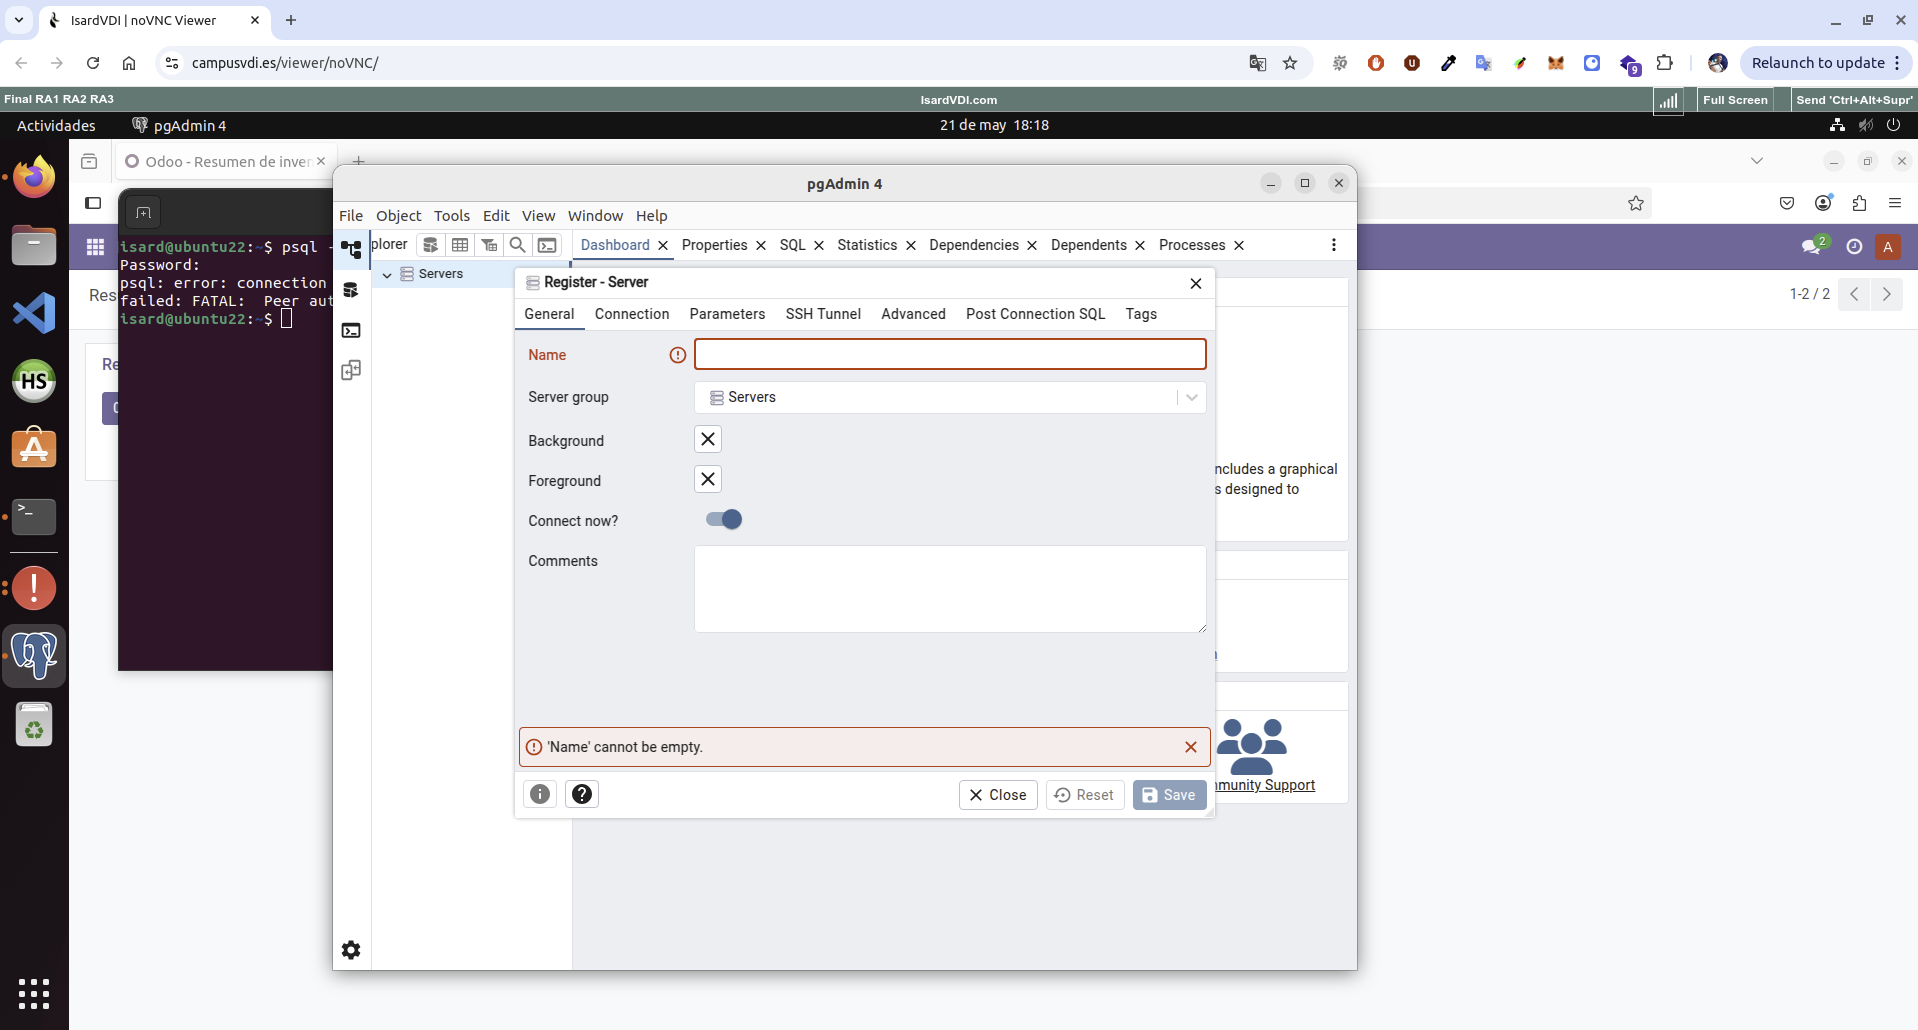 IsardVDI | noVNC Viewer
campusvdi.es/viewer/noVNC/
9
Relaunch to update
Final RA1 RA2 RA3
IsardVDI.com
Full Screen
Send 'Ctrl+Alt+Supr'
Actividades
pgAdmin 4
21 de may 18:18
Odoo - Resumen de inver
pgAdmin 4
File Object Tools Edit View Window Help
plorer
Dashboard Properties SQL Statistics Dependencies Dependents Processes
2
A
isard@ubuntu22:~$ psql -
Password:
psql: error: connection
failed: FATAL:  Peer aut
isard@ubuntu22:~$
Res
1-2 / 2
Re
Servers
Register - Server
General Connection Parameters SSH Tunnel Advanced Post Connection SQL Tags
Name
Server group
Servers
Background
Foreground
Connect now?
Comments
ncludes a graphical
s designed to
'Name' cannot be empty.
Close
Reset
Save
munity Support
HS